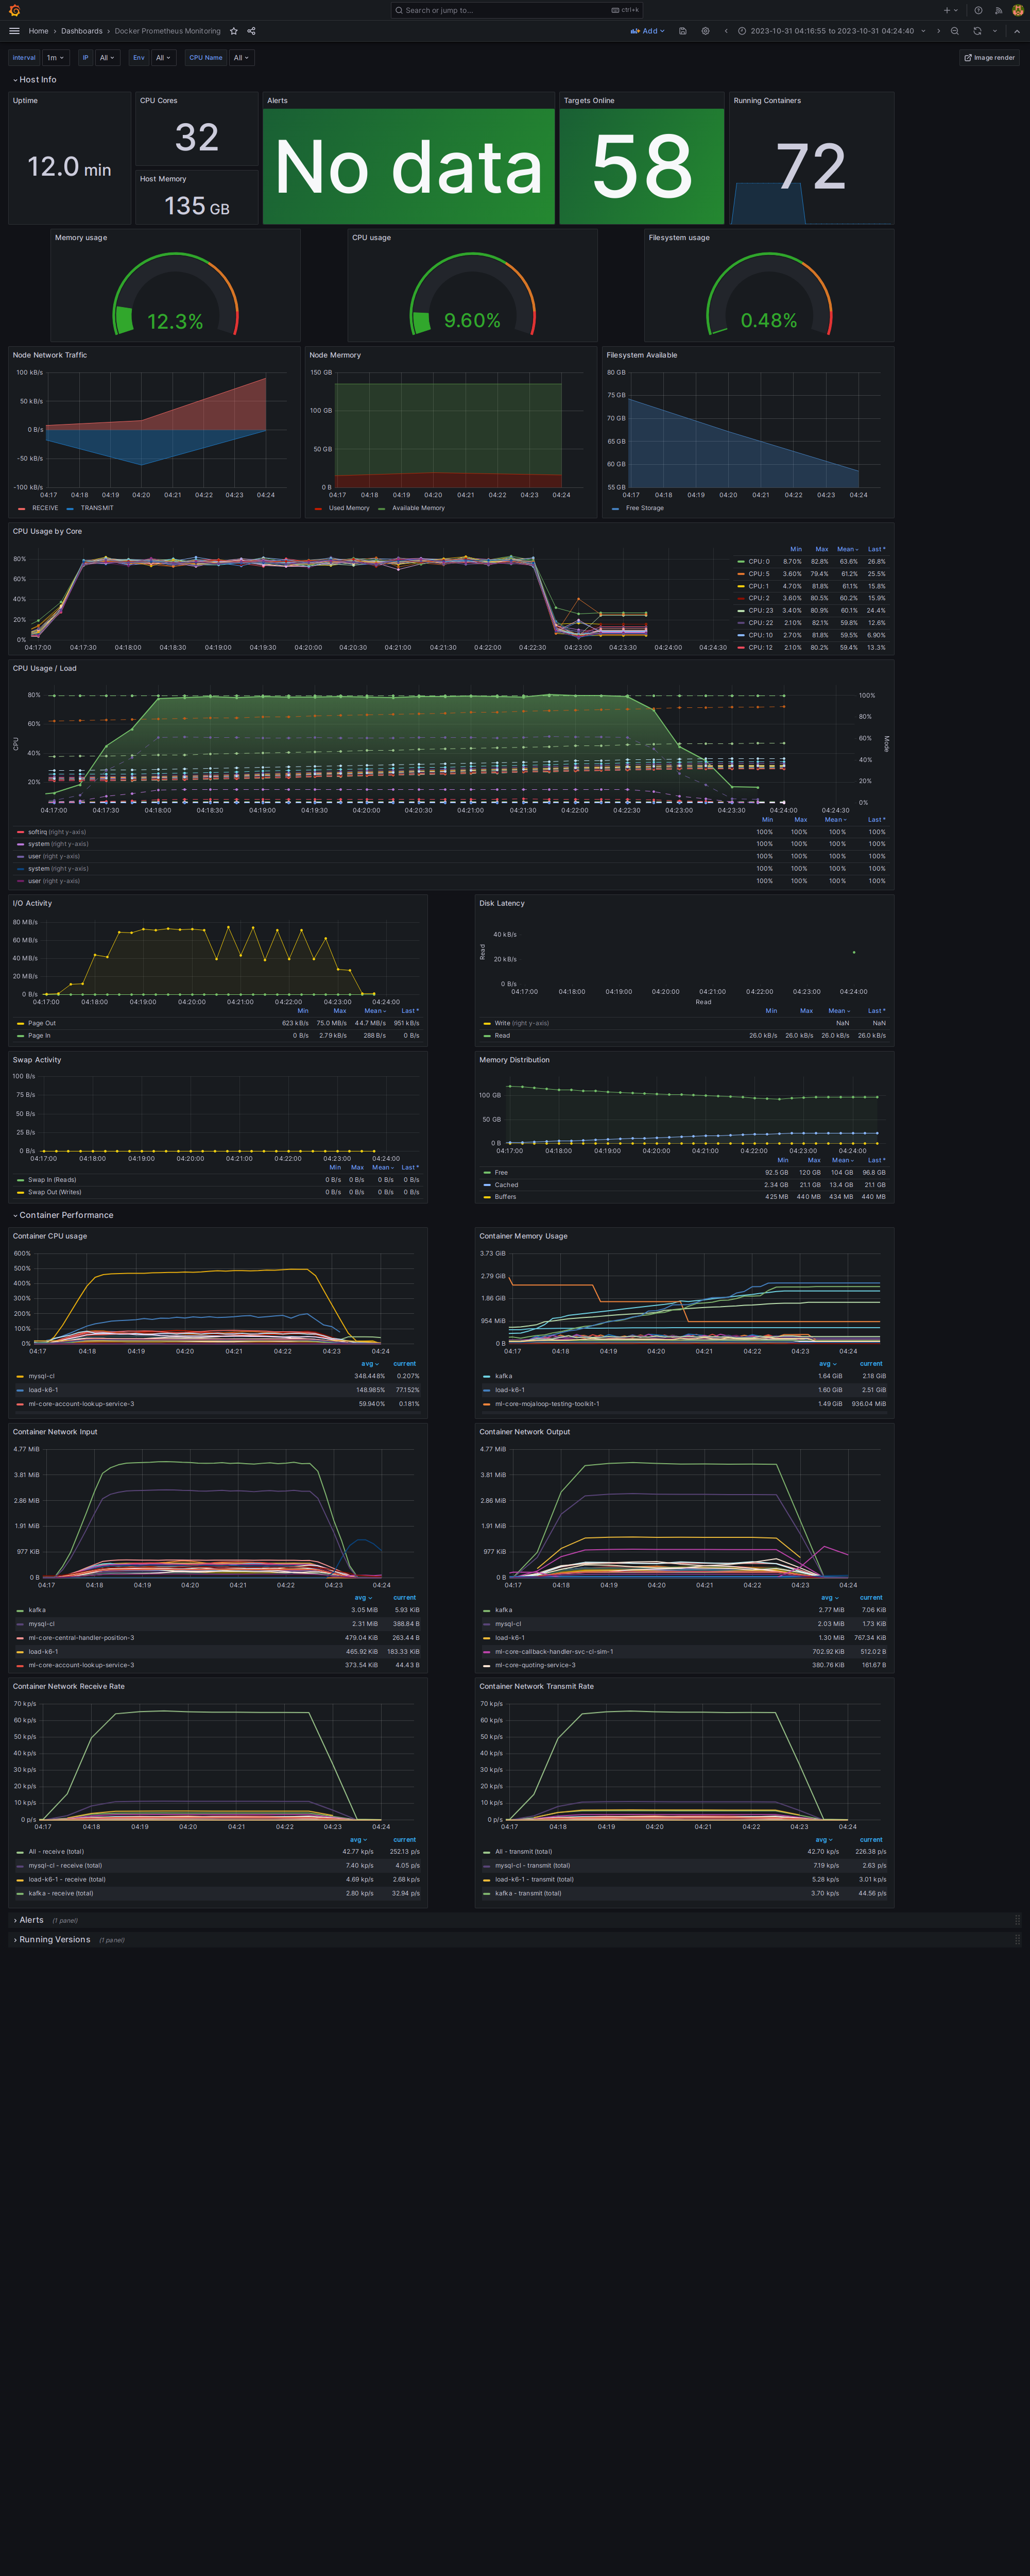 Search or jump to...
ctrl+k
Home › Dashboards › Docker Prometheus Monitoring
Add
2023-10-31 04:16:55 to 2023-10-31 04:24:40
Interval 1m IP All Env All CPU Name All
Image render
Host Info
Uptime
12.0 min
CPU Cores
32
Host Memory
135 GB
Alerts
No data
Targets Online
58
Running Containers
72
Memory usage
12.3%
CPU usage
9.60%
Filesystem usage
0.48%
Node Network Traffic
100 kB/s
50 kB/s
0 B/s
-50 kB/s
-100 kB/s
04:17 04:18 04:19 04:20 04:21 04:22 04:23 04:24
RECEIVE TRANSMIT
Node Mermory
150 GB
100 GB
50 GB
0 B
04:17 04:18 04:19 04:20 04:21 04:22 04:23 04:24
Used Memory Available Memory
Filesystem Available
80 GB
75 GB
70 GB
65 GB
60 GB
55 GB
04:17 04:18 04:19 04:20 04:21 04:22 04:23 04:24
Free Storage
CPU Usage by Core
80%
60%
40%
20%
0%
04:17:00 04:17:30 04:18:00 04:18:30 04:19:00 04:19:30 04:20:00 04:20:30 04:21:00 04:21:30 04:22:00 04:22:30 04:23:00 04:23:30 04:24:00 04:24:30
Min Max Mean Last *
CPU: 0 8.70% 82.8% 63.6% 26.8%
CPU: 5 3.60% 79.4% 61.2% 25.5%
CPU: 1 4.70% 81.8% 61.1% 15.8%
CPU: 2 3.60% 80.5% 60.2% 15.9%
CPU: 23 3.40% 80.9% 60.1% 24.4%
CPU: 22 2.10% 82.1% 59.8% 12.6%
CPU: 10 2.70% 81.8% 59.5% 6.90%
CPU: 12 2.10% 80.2% 59.4% 13.3%
CPU Usage / Load
80%
60%
40%
20%
CPU
100%
80%
60%
40%
20%
0%
Mode
04:17:00 04:17:30 04:18:00 04:18:30 04:19:00 04:19:30 04:20:00 04:20:30 04:21:00 04:21:30 04:22:00 04:22:30 04:23:00 04:23:30 04:24:00 04:24:30
Min Max Mean Last *
softirq (right y-axis) 100% 100% 100% 100%
system (right y-axis) 100% 100% 100% 100%
user (right y-axis) 100% 100% 100% 100%
system (right y-axis) 100% 100% 100% 100%
user (right y-axis) 100% 100% 100% 100%
I/O Activity
80 MB/s
60 MB/s
40 MB/s
20 MB/s
0 B/s
04:17:00 04:18:00 04:19:00 04:20:00 04:21:00 04:22:00 04:23:00 04:24:00
Min Max Mean Last *
Page Out 623 kB/s 75.0 MB/s 44.7 MB/s 951 kB/s
Page In 0 B/s 2.79 kB/s 288 B/s 0 B/s
Disk Latency
40 kB/s
20 kB/s
0 B/s
Read
04:17:00 04:18:00 04:19:00 04:20:00 04:21:00 04:22:00 04:23:00 04:24:00
Read
Min Max Mean Last *
Write (right y-axis) NaN NaN
Read 26.0 kB/s 26.0 kB/s 26.0 kB/s 26.0 kB/s
Swap Activity
100 B/s
75 B/s
50 B/s
25 B/s
0 B/s
04:17:00 04:18:00 04:19:00 04:20:00 04:21:00 04:22:00 04:23:00 04:24:00
Min Max Mean Last *
Swap In (Reads) 0 B/s 0 B/s 0 B/s 0 B/s
Swap Out (Writes) 0 B/s 0 B/s 0 B/s 0 B/s
Memory Distribution
100 GB
50 GB
0 B
04:17:00 04:18:00 04:19:00 04:20:00 04:21:00 04:22:00 04:23:00 04:24:00
Min Max Mean Last *
Free 92.5 GB 120 GB 104 GB 96.8 GB
Cached 2.34 GB 21.1 GB 13.4 GB 21.1 GB
Buffers 425 MB 440 MB 434 MB 440 MB
Container Performance
Container CPU usage
600%
500%
400%
300%
200%
100%
0%
04:17 04:18 04:19 04:20 04:21 04:22 04:23 04:24
avg current
mysql-cl 348.448% 0.207%
load-k6-1 148.985% 77.152%
ml-core-account-lookup-service-3 59.940% 0.181%
Container Memory Usage
3.73 GiB
2.79 GiB
1.86 GiB
954 MiB
0 B
04:17 04:18 04:19 04:20 04:21 04:22 04:23 04:24
avg current
kafka 1.64 GiB 2.18 GiB
load-k6-1 1.60 GiB 2.51 GiB
ml-core-mojaloop-testing-toolkit-1 1.49 GiB 936.04 MiB
Container Network Input
4.77 MiB
3.81 MiB
2.86 MiB
1.91 MiB
977 KiB
0 B
04:17 04:18 04:19 04:20 04:21 04:22 04:23 04:24
avg current
kafka 3.05 MiB 5.93 KiB
mysql-cl 2.31 MiB 388.84 B
ml-core-central-handler-position-3 479.04 KiB 263.44 B
load-k6-1 465.92 KiB 183.33 KiB
ml-core-account-lookup-service-3 373.54 KiB 44.43 B
Container Network Output
4.77 MiB
3.81 MiB
2.86 MiB
1.91 MiB
977 KiB
0 B
04:17 04:18 04:19 04:20 04:21 04:22 04:23 04:24
avg current
kafka 2.77 MiB 7.06 KiB
mysql-cl 2.03 MiB 1.73 KiB
load-k6-1 1.30 MiB 767.34 KiB
ml-core-callback-handler-svc-cl-sim-1 702.92 KiB 512.02 B
ml-core-quoting-service-3 380.76 KiB 161.67 B
Container Network Receive Rate
70 kp/s
60 kp/s
50 kp/s
40 kp/s
30 kp/s
20 kp/s
10 kp/s
0 p/s
04:17 04:18 04:19 04:20 04:21 04:22 04:23 04:24
avg current
All - receive (total) 42.77 kp/s 252.13 p/s
mysql-cl - receive (total) 7.40 kp/s 4.05 p/s
load-k6-1 - receive (total) 4.69 kp/s 2.68 kp/s
kafka - receive (total) 2.80 kp/s 32.94 p/s
Container Network Transmit Rate
70 kp/s
60 kp/s
50 kp/s
40 kp/s
30 kp/s
20 kp/s
10 kp/s
0 p/s
04:17 04:18 04:19 04:20 04:21 04:22 04:23 04:24
avg current
All - transmit (total) 42.70 kp/s 226.38 p/s
mysql-cl - transmit (total) 7.19 kp/s 2.63 p/s
load-k6-1 - transmit (total) 5.28 kp/s 3.01 kp/s
kafka - transmit (total) 3.70 kp/s 44.56 p/s
Alerts (1 panel)
Running Versions (1 panel)